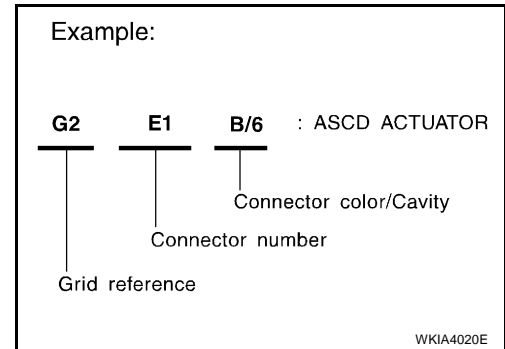 Example:
G2 E1 B/6 : ASCD ACTUATOR
Connector color/Cavity
Connector number
Grid reference
WKIA4020E